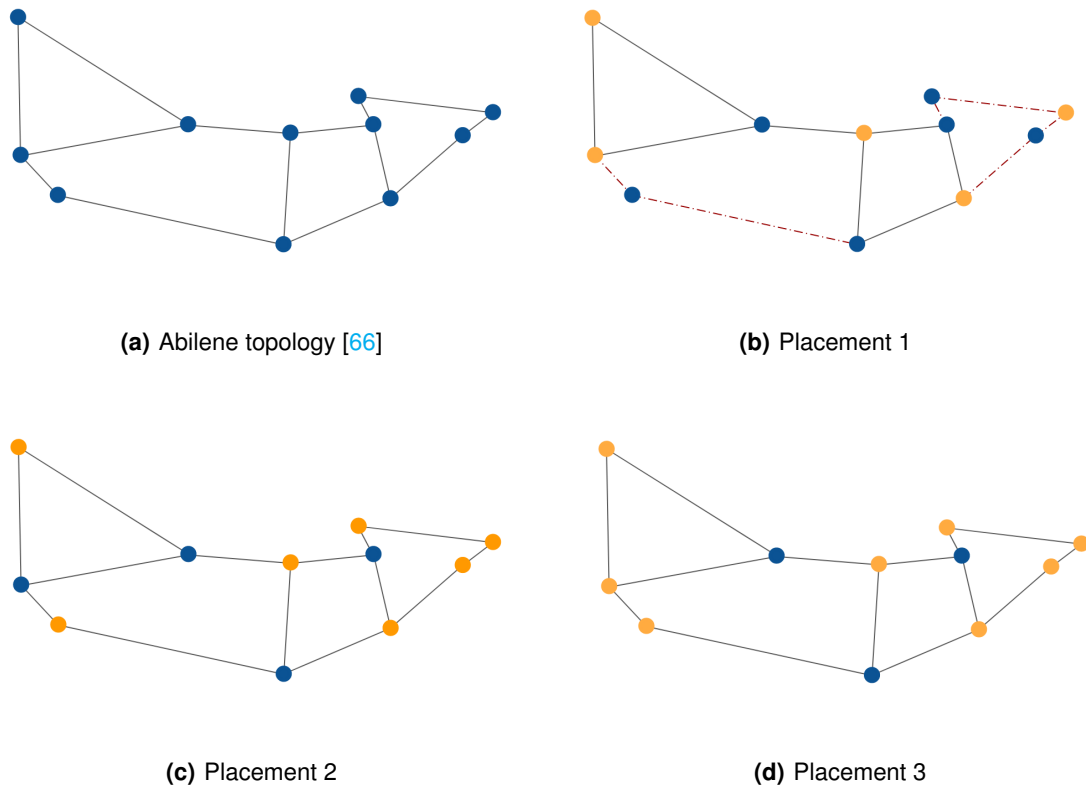 (a) Abilene topology [66]
(b) Placement 1
(c) Placement 2
(d) Placement 3